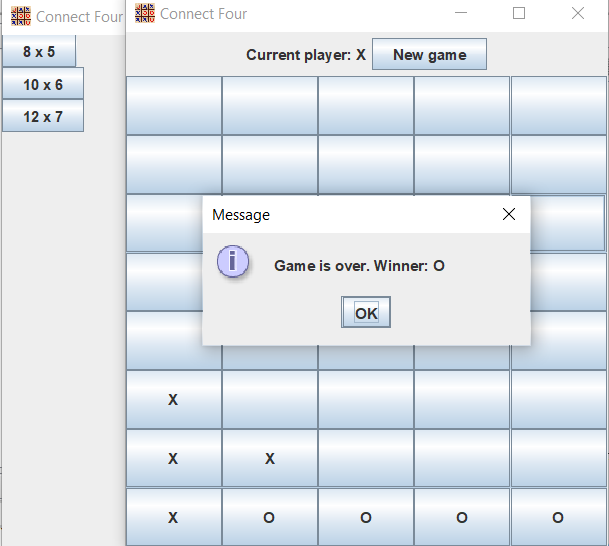 Connect Four
Connect Four
8 x 5
10 x 6
12 x 7
Current player: X New game
Message
Game is over. Winner: O
OK
X
X X
X O O O O